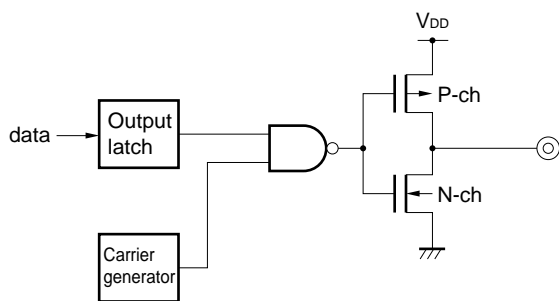 VDD
P-ch
data
Output
latch
N-ch
Carrier
generator